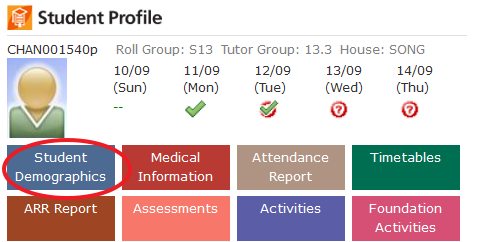 Student Profile
CHAN001540p Roll Group: S13 Tutor Group: 13.3 House: SONG
10/09 11/09 12/09 13/09 14/09
(Sun) (Mon) (Tue) (Wed) (Thu)
--
Student Demographics
Medical Information
Attendance Report
Timetables
ARR Report
Assessments
Activities
Foundation Activities